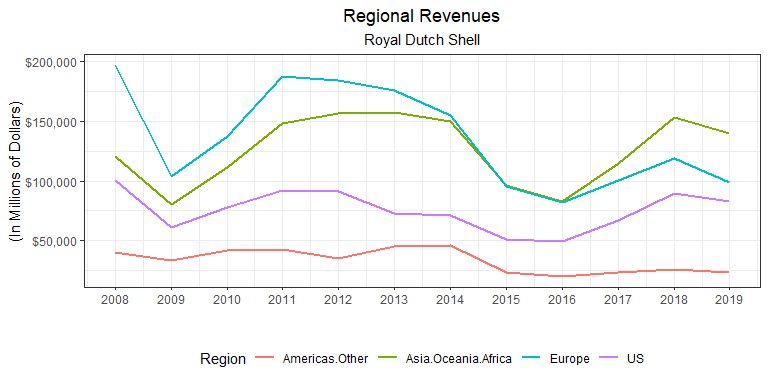 Regional Revenues
Royal Dutch Shell
(In Millions of Dollars)
$200,000
$150,000
$100,000
$50,000
2008 2009 2010 2011 2012 2013 2014 2015 2016 2017 2018 2019
Region Americas.Other Asia.Oceania.Africa Europe US